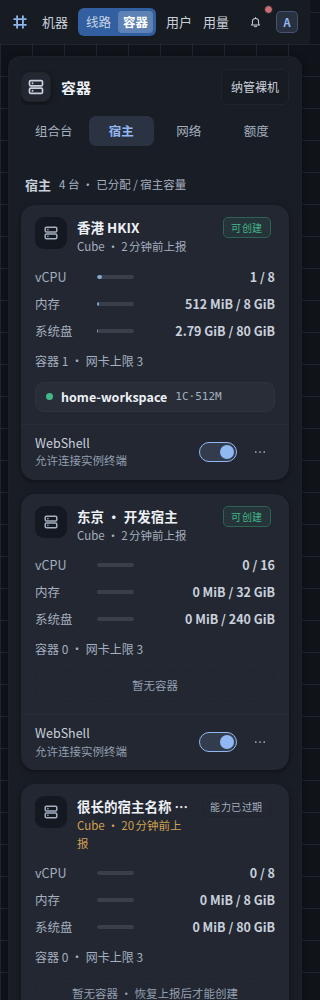 机器 线路 容器 用户 用量 A
容器 纳管裸机
组合台 宿主 网络 额度
宿主 4 台 · 已分配 / 宿主容量
香港 HKIX 可创建
Cube · 2 分钟前上报
vCPU 1 / 8
内存 512 MiB / 8 GiB
系统盘 2.79 GiB / 80 GiB
容器 1 · 网卡上限 3
home-workspace 1C·512M
WebShell
允许连接实例终端 ···
东京 · 开发宿主 可创建
Cube · 2 分钟前上报
vCPU 0 / 16
内存 0 MiB / 32 GiB
系统盘 0 MiB / 240 GiB
容器 0 · 网卡上限 3
暂无容器
WebShell
允许连接实例终端 ···
很长的宿主名称 ··· 能力已过期
Cube · 20 分钟前上
报
vCPU 0 / 8
内存 0 MiB / 8 GiB
系统盘 0 MiB / 80 GiB
容器 0 · 网卡上限 3
暂无容器 · 恢复上报后才能创建